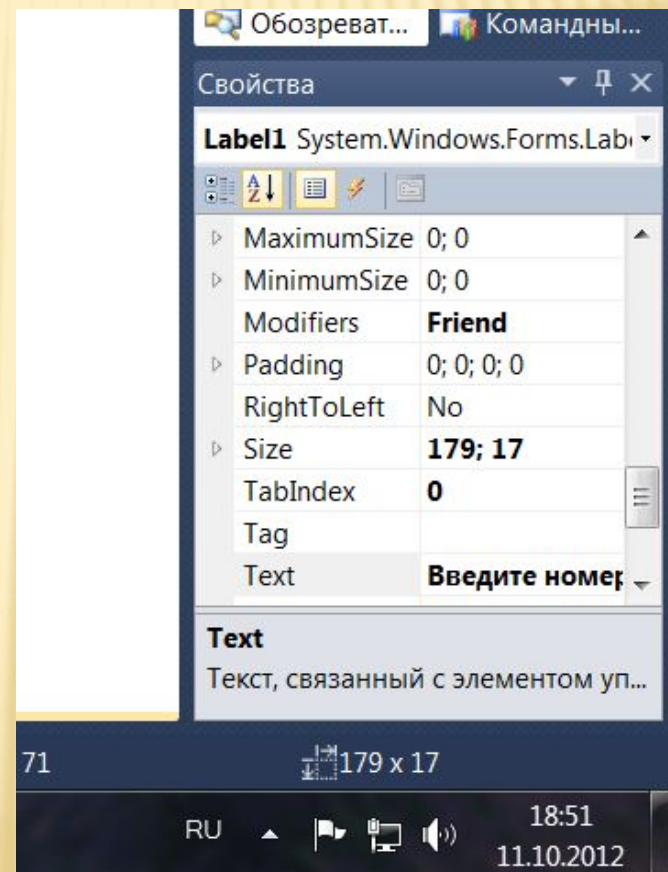 Обозреват... Командны...
Свойства
Label1 System.Windows.Forms.Lab
MaximumSize 0; 0
MinimumSize 0; 0
Modifiers Friend
Padding 0; 0; 0; 0
RightToLeft No
Size 179; 17
TabIndex 0
Tag
Text Введите номер
Text
Текст, связанный с элементом уп...
71 179 x 17
RU 18:51
11.10.2012